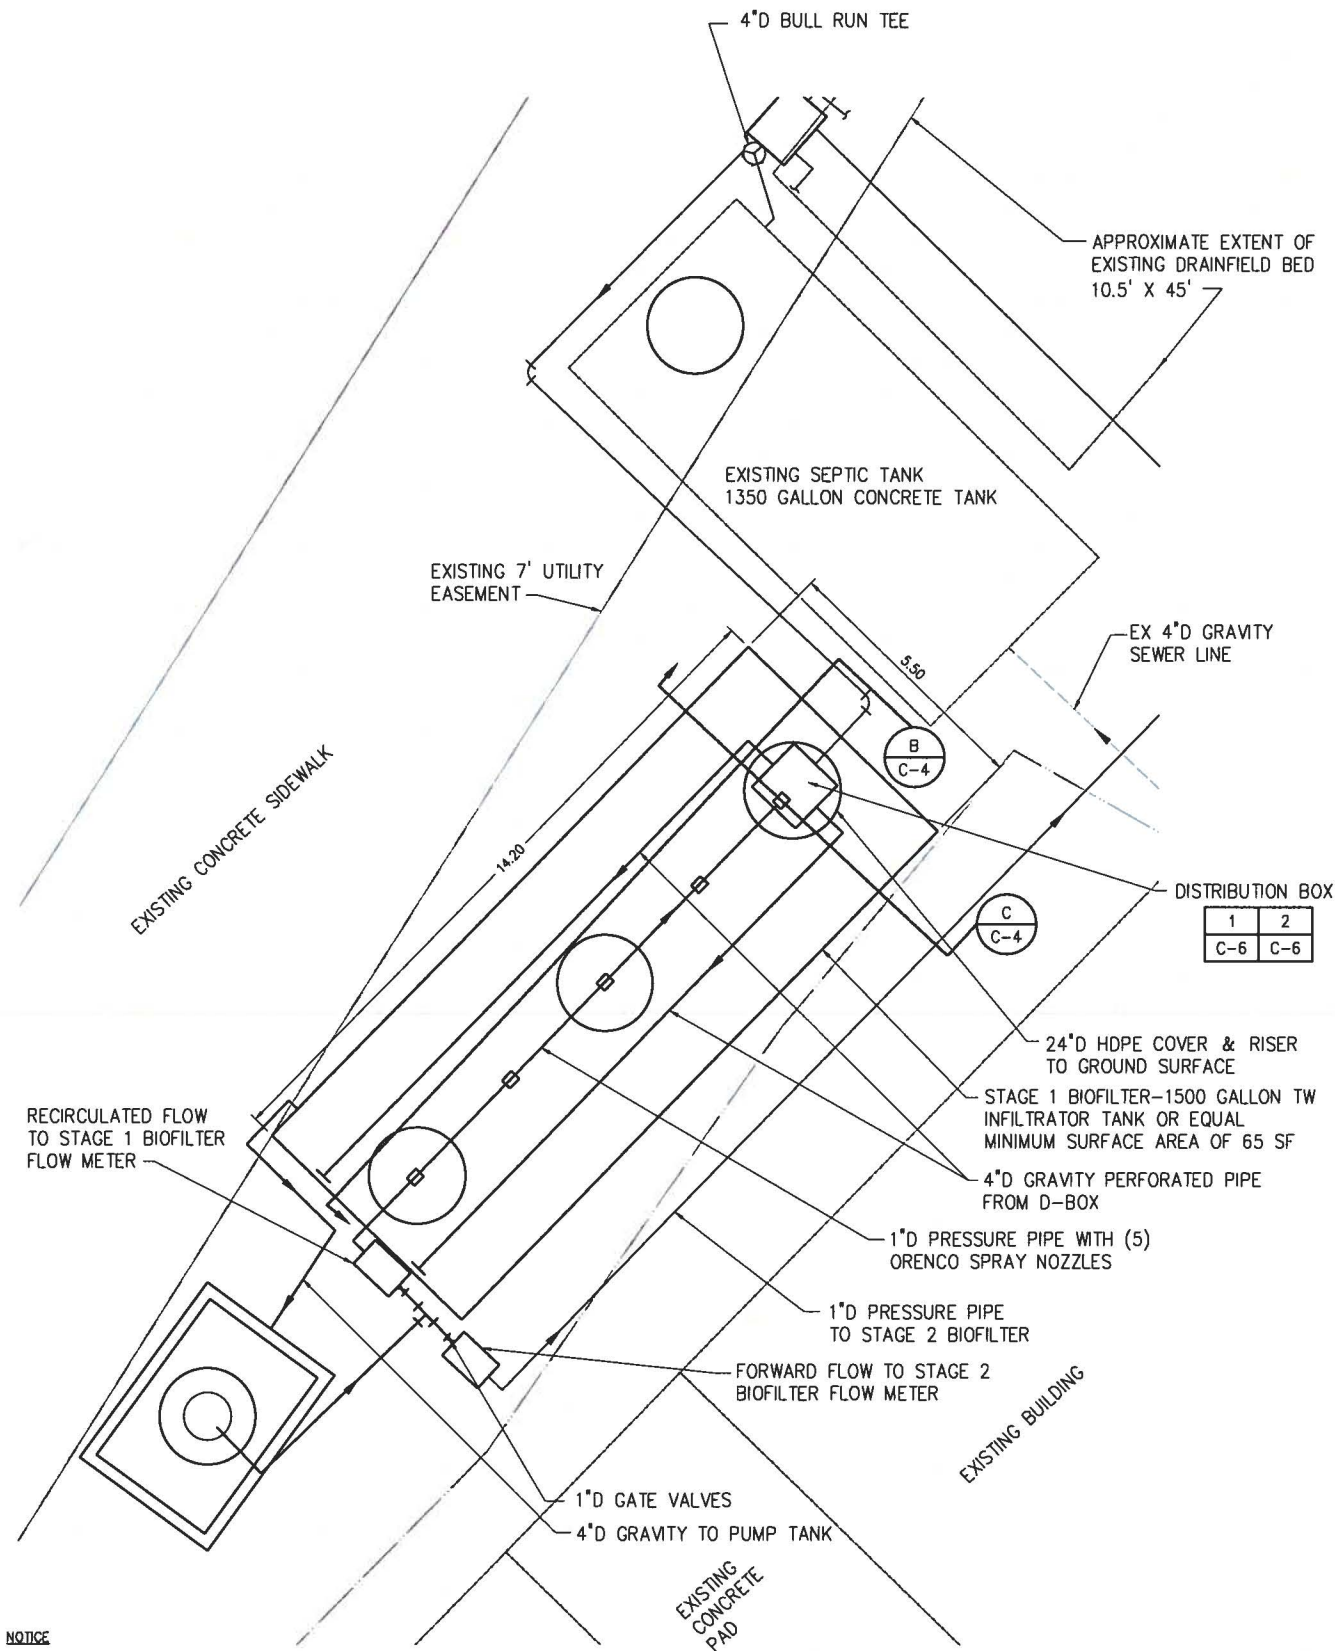 4"D BULL RUN TEE
APPROXIMATE EXTENT OF
EXISTING DRAINFIELD BED
10.5' X 45'
EXISTING SEPTIC TANK
1350 GALLON CONCRETE TANK
EXISTING 7' UTILITY
EASEMENT
EX 4"D GRAVITY
SEWER LINE
5.50
B
C-4
EXISTING CONCRETE SIDEWALK
14.20
DISTRIBUTION BOX
1 2
C-6 C-6
C
C-4
24"D HDPE COVER & RISER
TO GROUND SURFACE
STAGE 1 BIOFILTER-1500 GALLON TW
INFILTRATOR TANK OR EQUAL
MINIMUM SURFACE AREA OF 65 SF
RECIRCULATED FLOW
TO STAGE 1 BIOFILTER
FLOW METER
4"D GRAVITY PERFORATED PIPE
FROM D-BOX
1"D PRESSURE PIPE WITH (5)
ORENCO SPRAY NOZZLES
1"D PRESSURE PIPE
TO STAGE 2 BIOFILTER
FORWARD FLOW TO STAGE 2
BIOFILTER FLOW METER
EXISTING BUILDING
1"D GATE VALVES
4"D GRAVITY TO PUMP TANK
EXISTING
CONCRETE
PAD
NOTICE